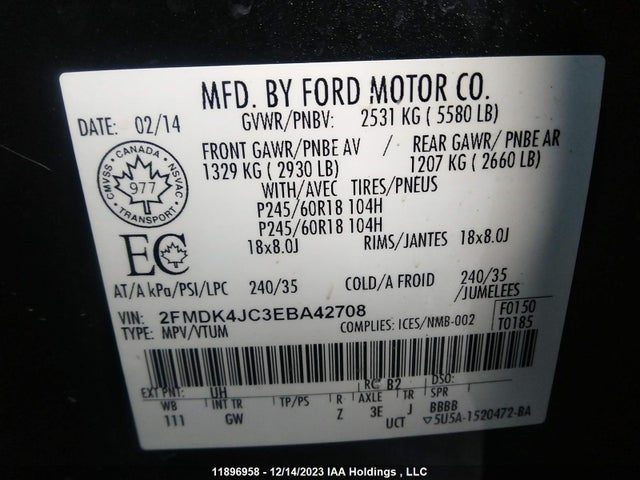 MFD. BY FORD MOTOR CO.
DATE: 02/14 GVWR/PNBV: 2531 KG ( 5580 LB)
FRONT GAWR/PNBE AV / REAR GAWR/ PNBE AR
1329 KG ( 2930 LB) 1207 KG ( 2660 LB)
WITH/AVEC TIRES/PNEUS
P245/60R18 104H
P245/60R18 104H
18x8.0J RIMS/JANTES 18x8.0J
CMVSS CANADA NSVAC
977
TRANSPORT
EC
AT/A kPa/PSI/LPC 240/35 COLD/A FROID 240/35
/JUMELEES
VIN: 2FMDK4JC3EBA42708 F0150
TYPE: MPV/VTUM COMPLIES: ICES/NMB-002 T0185
EXT PNT: UH RC: B2 DSO:
WB INT TR TP/PS R AXLE TR SPR
111 GW Z 3E J BBBB
UCT ▽5U5A-1520472-BA
11896958 - 12/14/2023 IAA Holdings , LLC